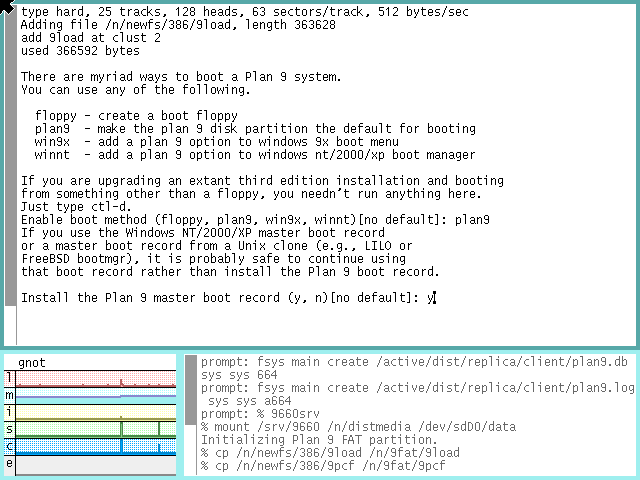 type hard, 25 tracks, 128 heads, 63 sectors/track, 512 bytes/sec
Adding file /n/newfs/386/9load, length 363628
add 9load at clust 2
used 366592 bytes
There are myriad ways to boot a Plan 9 system.
You can use any of the following.
floppy - create a boot floppy
plan9  - make the plan 9 disk partition the default for booting
win9x  - add a plan 9 option to windows 9x boot menu
winnt  - add a plan 9 option to windows nt/2000/xp boot manager
If you are upgrading an extant third edition installation and booting
from something other than a floppy, you needn't run anything here.
Just type ctl-d.
Enable boot method (floppy, plan9, win9x, winnt)[no default]: plan9
If you use the Windows NT/2000/XP master boot record
or a master boot record from a Unix clone (e.g., LILO or
FreeBSD bootmgr), it is probably safe to continue using
that boot record rather than install the Plan 9 boot record.
Install the Plan 9 master boot record (y, n)[no default]: y
gnot
l
m
i
s
c
e
prompt: fsys main create /active/dist/replica/client/plan9.db
sys sys 664
prompt: fsys main create /active/dist/replica/client/plan9.log
sys sys a664
prompt: % 9660srv
% mount /srv/9660 /n/distmedia /dev/sdD0/data
Initializing Plan 9 FAT partition.
% cp /n/newfs/386/9load /n/9fat/9load
% cp /n/newfs/386/9pcf /n/9fat/9pcf